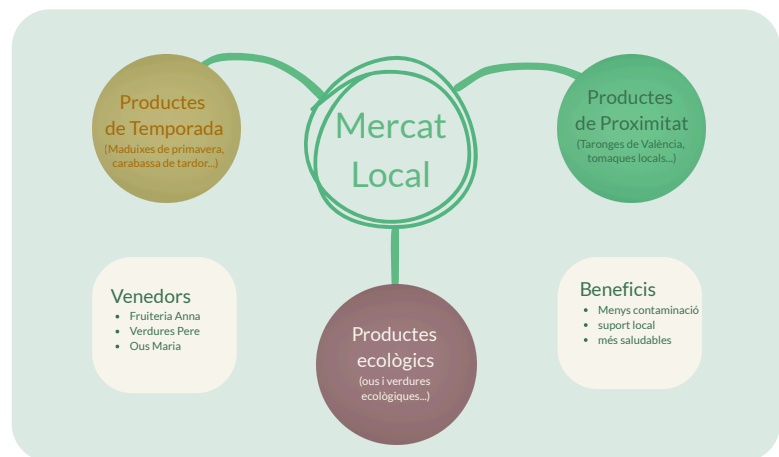 Mercat
Local
Productes
de Temporada
(Maduixes de primavera,
carabassa de tardor...)
Productes
de Proximitat
(Taronges de València,
tomaques locals...)
Venedors
• Fruiteria Anna
• Verdures Pere
• Ous Maria
Productes
ecològics
(ous i verdures
ecològiques...)
Beneficis
• Menys contaminació
• suport local
• més saludables